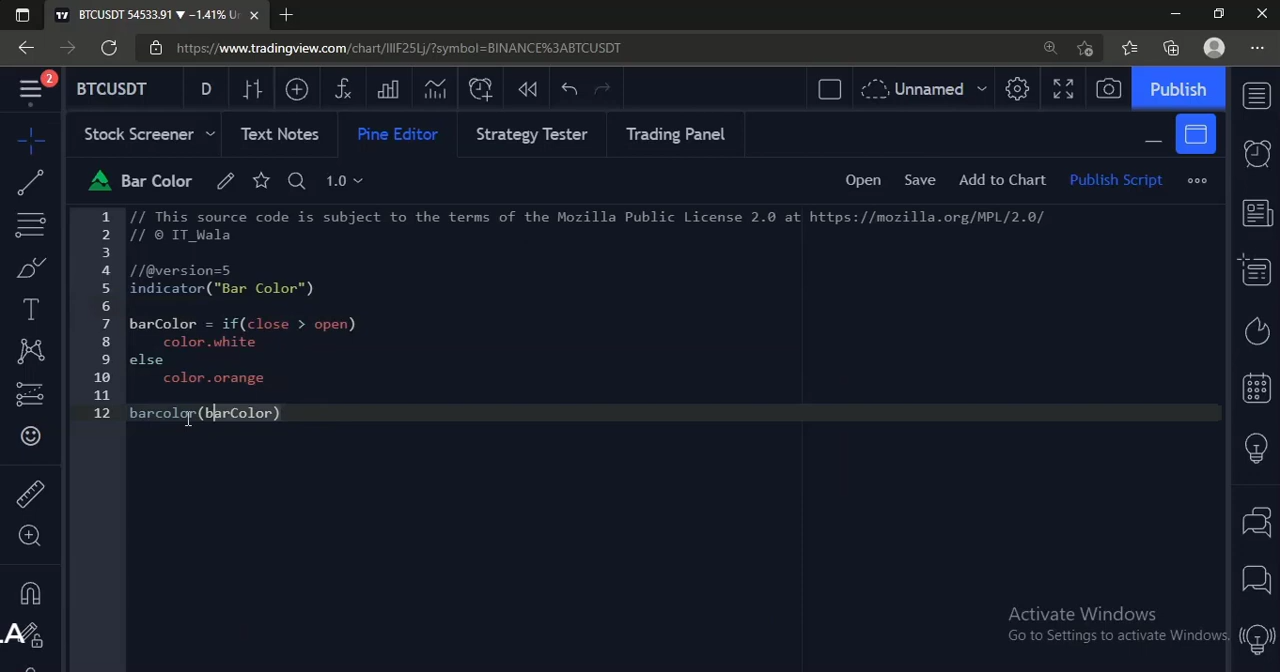 BTCUSDT 54533.91 ▼ −1.41% U
https://www.tradingview.com/chart/IIIF25Lj/?symbol=BINANCE%3ABTCUSDT
2
BTCUSDT D Unnamed Publish
Stock Screener Text Notes Pine Editor Strategy Tester Trading Panel
Bar Color 1.0 Open Save Add to Chart Publish Script
1 // This source code is subject to the terms of the Mozilla Public License 2.0 at https://mozilla.org/MPL/2.0/
2 // © IT_Wala
3
4 //@version=5
5 indicator("Bar Color")
6
7 barColor = if(close > open)
8 color.white
9 else
10 color.orange
11
12 barcolor(barColor)
Activate Windows
Go to Settings to activate Windows.
LA